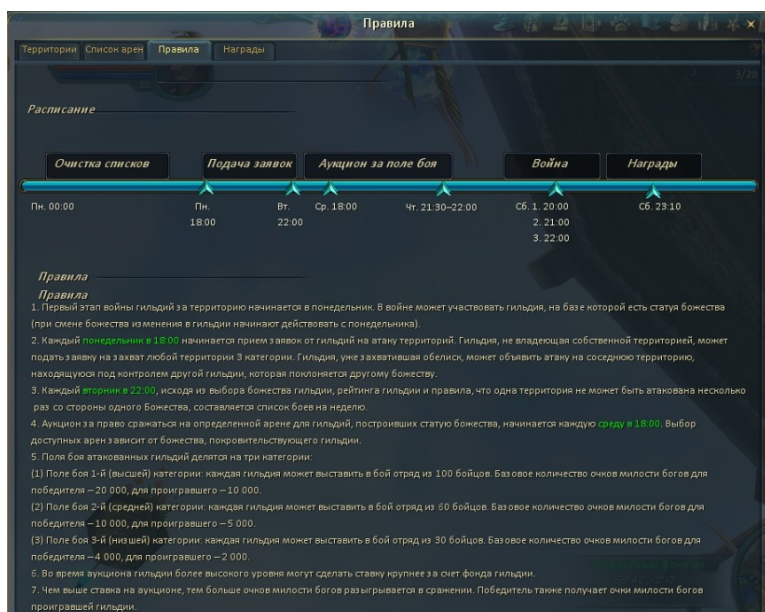 Правила
Территории Список арен Правила Награды
3/20
Расписание
Очистка списков Подача заявок Аукцион за поле боя Война Награды
Пн. 00:00 Пн. Вт. Ср. 18:00 Чт. 21:30–22:00 Сб. 1. 20:00 Сб. 23:10
18:00 22:00 2. 21:00
3. 22:00
Правила
Правила
1. Первый этап войны гильдий за территорию начинается в понедельник. В войне может участвовать гильдия, на базе которой есть статуя божества
(при смене божества изменения в гильдии начинают действовать с понедельника).
2. Каждый понедельник в 18:00 начинается прием заявок от гильдий на атаку территорий. Гильдия, не владеющая собственной территорией, может
подать заявку на захват любой территории 3 категории. Гильдия, уже захватившая обелиск, может объявить атаку на соседнюю территорию,
находящуюся под контролем другой гильдии, которая поклоняется другому божеству.
3. Каждый вторник в 22:00, исходя из выбора божества гильдии, рейтинга гильдии и правила, что одна территория не может быть атакована несколько
раз со стороны одного Божества, составляется список боев на неделю.
4. Аукцион за право сражаться на определенной арене для гильдий, построивших статую божества, начинается каждую среду в 18:00. Выбор
доступных арен зависит от божества, покровительствующего гильдии.
5. Поля боя атакованных гильдий делятся на три категории:
(1) Поле боя 1-й (высшей) категории: каждая гильдия может выставить в бой отряд из 100 бойцов. Базовое количество очков милости богов для
победителя – 20 000, для проигравшего – 10 000.
(2) Поле боя 2-й (средней) категории: каждая гильдия может выставить в бой отряд из 60 бойцов. Базовое количество очков милости богов для
победителя – 10 000, для проигравшего – 5 000.
(3) Поле боя 3-й (низшей) категории: каждая гильдия может выставить в бой отряд из 30 бойцов. Базовое количество очков милости богов для
победителя – 4 000, для проигравшего – 2 000.
6. Во время аукциона гильдии более высокого уровня могут сделать ставку крупнее за счет фонда гильдии.
7. Чем выше ставка на аукционе, тем больше очков милости богов разыгрывается в сражении. Победитель также получает очки милости богов
проигравшей гильдии.